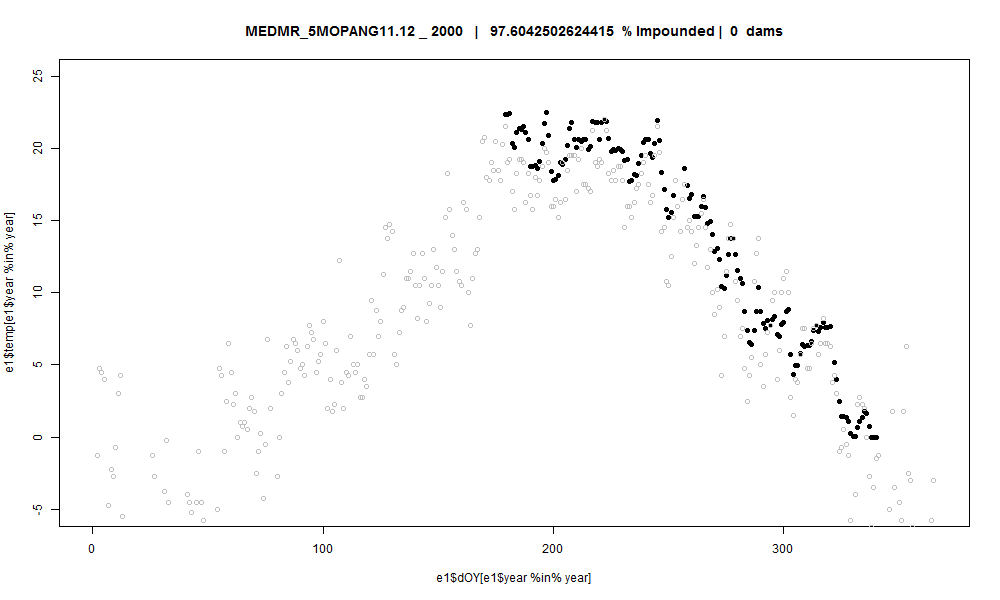 MEDMR_5MOPANG11.12 _ 2000 | 97.6042502624415 % Impounded | 0 dams
e1$temp[e1$year %in% year]
25
20
15
10
5
0
-5
0 100 200 300
e1$dOY[e1$year %in% year]